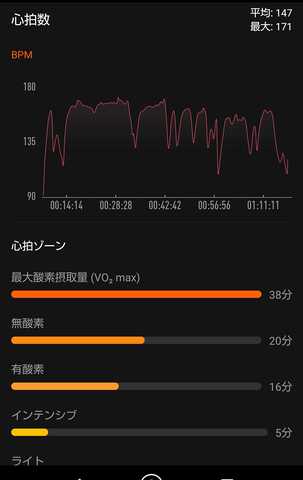 心拍数
平均: 147
最大: 171
BPM
180
135
90
00:14:14 00:28:28 00:42:42 00:56:56 01:11:11
心拍ゾーン
最大酸素摂取量 (VO₂ max)
38分
無酸素
20分
有酸素
16分
インテンシブ
5分
ライト